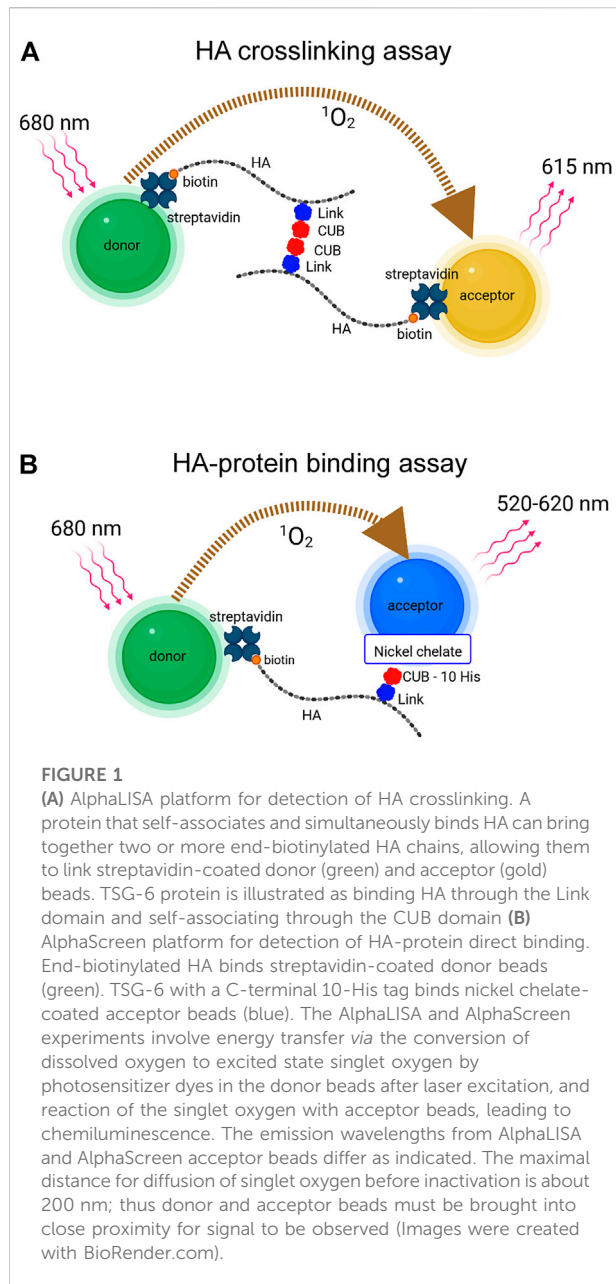 A
HA crosslinking assay
680 nm
¹O₂
HA
biotin
streptavidin
donor
Link
CUB
CUB
Link
615 nm
streptavidin
acceptor
HA
biotin
B
HA-protein binding assay
680 nm
¹O₂
520-620 nm
streptavidin
donor
biotin
HA
acceptor
Nickel chelate
CUB - 10 His
Link
FIGURE 1
(A) AlphaLISA platform for detection of HA crosslinking. A
protein that self-associates and simultaneously binds HA can bring
together two or more end-biotinylated HA chains, allowing them
to link streptavidin-coated donor (green) and acceptor (gold)
beads. TSG-6 protein is illustrated as binding HA through the Link
domain and self-associating through the CUB domain (B)
AlphaScreen platform for detection of HA-protein direct binding.
End-biotinylated HA binds streptavidin-coated donor beads
(green). TSG-6 with a C-terminal 10-His tag binds nickel chelate-
coated acceptor beads (blue). The AlphaLISA and AlphaScreen
experiments involve energy transfer via the conversion of
dissolved oxygen to excited state singlet oxygen by
photosensitizer dyes in the donor beads after laser excitation, and
reaction of the singlet oxygen with acceptor beads, leading to
chemiluminescence. The emission wavelengths from AlphaLISA
and AlphaScreen acceptor beads differ as indicated. The maximal
distance for diffusion of singlet oxygen before inactivation is about
200 nm; thus donor and acceptor beads must be brought into
close proximity for signal to be observed (Images were created
with BioRender.com).